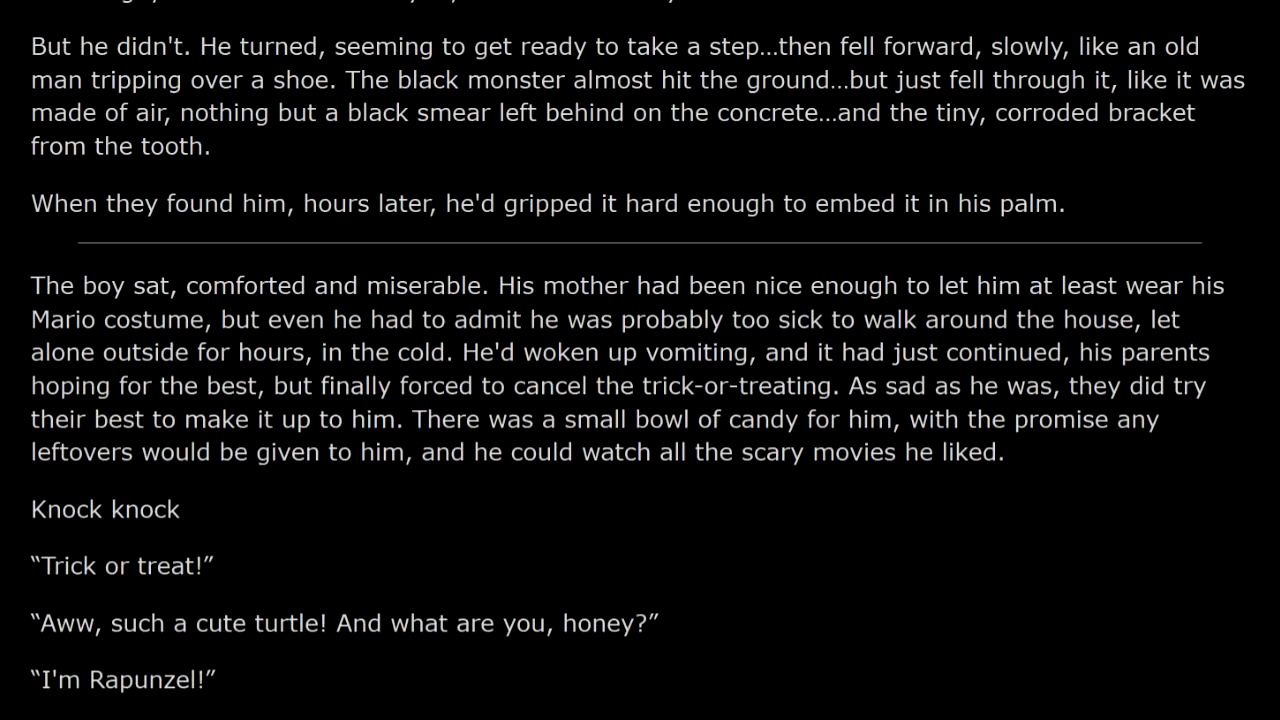 But he didn't. He turned, seeming to get ready to take a step…then fell forward, slowly, like an old
man tripping over a shoe. The black monster almost hit the ground…but just fell through it, like it was
made of air, nothing but a black smear left behind on the concrete…and the tiny, corroded bracket
from the tooth.
When they found him, hours later, he'd gripped it hard enough to embed it in his palm.
The boy sat, comforted and miserable. His mother had been nice enough to let him at least wear his
Mario costume, but even he had to admit he was probably too sick to walk around the house, let
alone outside for hours, in the cold. He'd woken up vomiting, and it had just continued, his parents
hoping for the best, but finally forced to cancel the trick-or-treating. As sad as he was, they did try
their best to make it up to him. There was a small bowl of candy for him, with the promise any
leftovers would be given to him, and he could watch all the scary movies he liked.
Knock knock
“Trick or treat!”
“Aww, such a cute turtle! And what are you, honey?”
“I'm Rapunzel!”